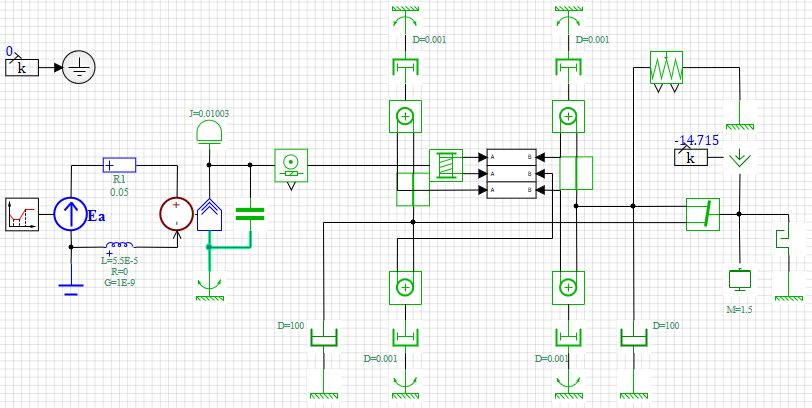 D=0.001
D=0.001
0
k
J=0.01003
-14.715
k
A
B
A
B
A
B
R1
0.05
Ea
L=5.5E-5
R=0
G=1E-9
M=1.5
D=100
D=100
D=0.001
D=0.001